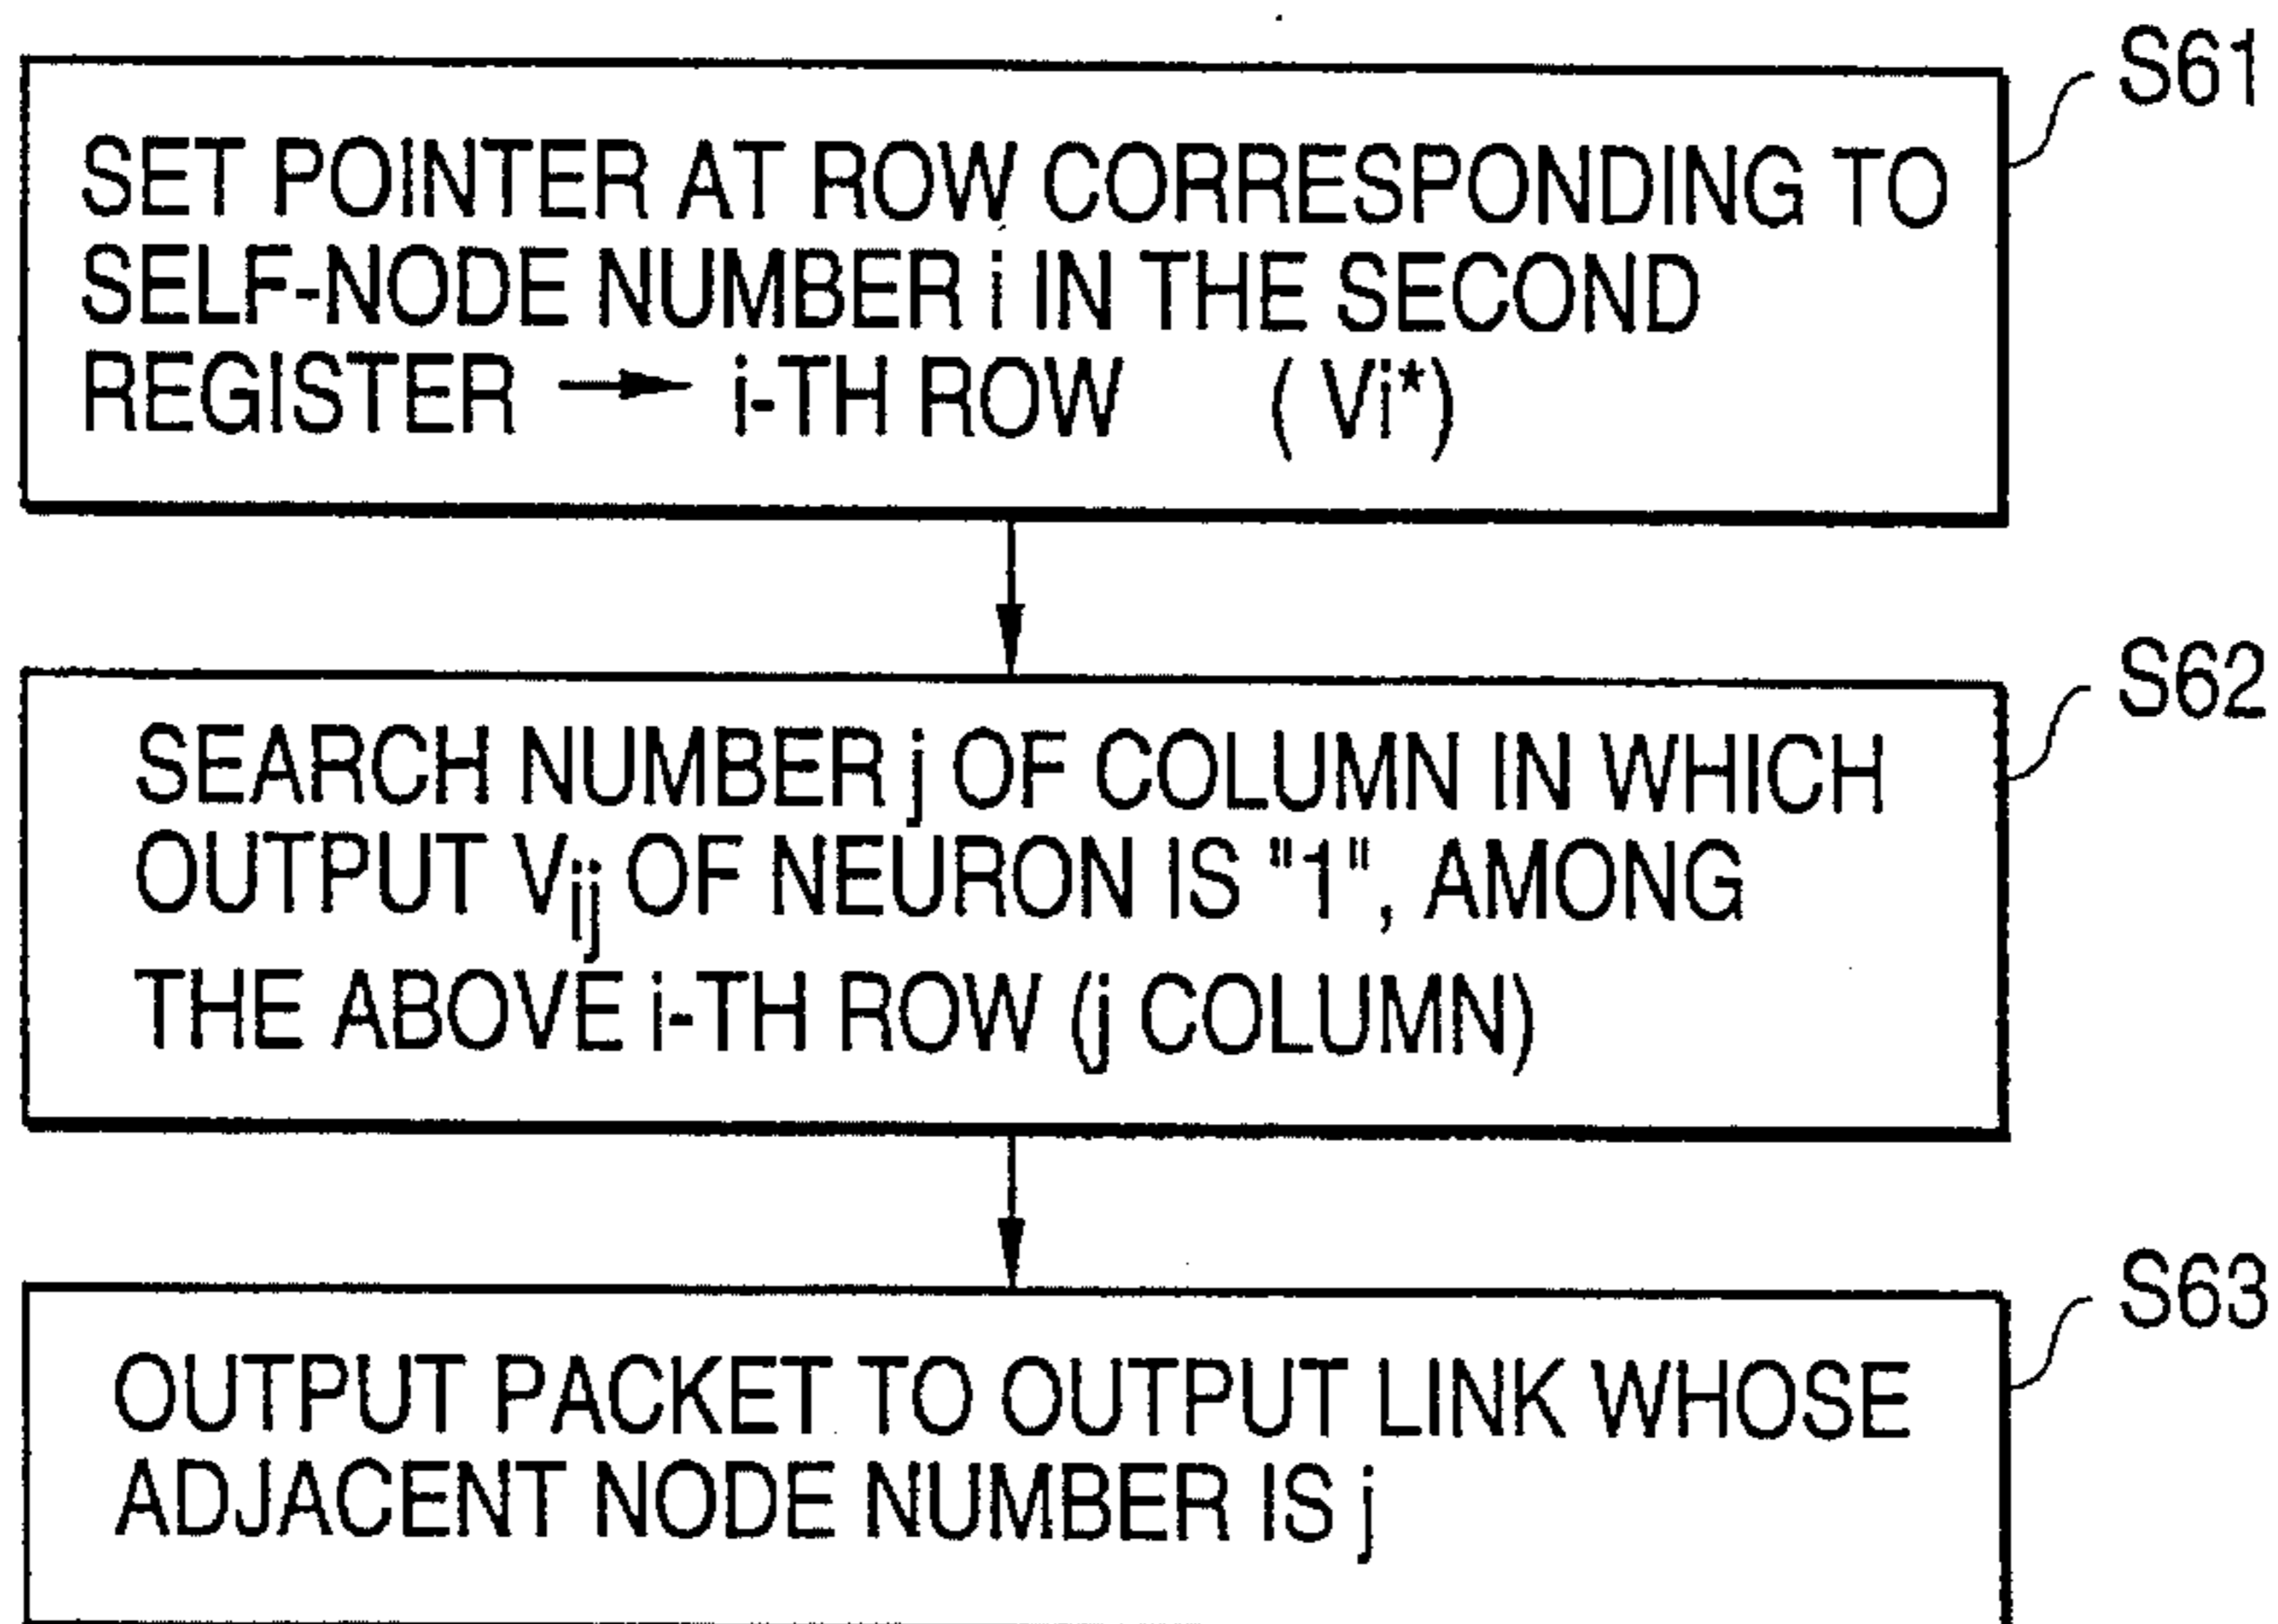 S61
SET POINTER AT ROW CORRESPONDING TO
SELF-NODE NUMBER i IN THE SECOND
REGISTER → i-TH ROW ( Vi*)
S62
SEARCH NUMBER j OF COLUMN IN WHICH
OUTPUT Vij OF NEURON IS "1", AMONG
THE ABOVE i-TH ROW (j COLUMN)
S63
OUTPUT PACKET TO OUTPUT LINK WHOSE
ADJACENT NODE NUMBER IS j